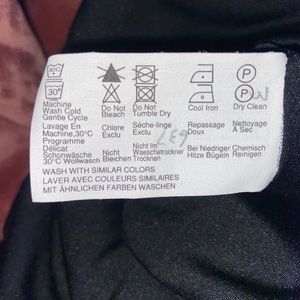 30°
P
P
Machine Wash Cold Gentle Cycle
Do Not Bleach
Do Not Tumble Dry
Cool Iron
Dry Clean
Lavage En Machine,30°C Programme Délicat
Chlore Exclu
Séche-linge Exclu
Repassage Doux
Nettoyage A Sec
Schonwäsche 30°C Wollwasch
Nicht Bleichen
Nicht Im Waeschetrockner Trocknen
Bei Niedriger Hitze Bügeln
Chemisch Reinigen
WASH WITH SIMILAR COLORS
LAVER AVEC COULEURS SIMILAIRES
MIT ÄHNLICHEN FARBEN WASCHEN